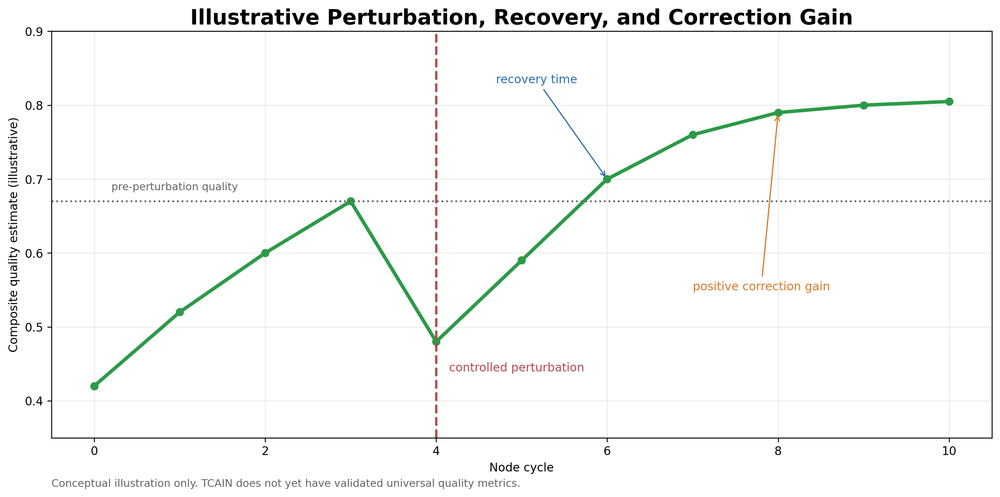 Illustrative Perturbation, Recovery, and Correction Gain
0.9
0.8
0.7
0.6
0.5
0.4
Composite quality estimate (illustrative)
recovery time
pre-perturbation quality
positive correction gain
controlled perturbation
0 2 4 6 8 10
Node cycle
Conceptual illustration only. TCAIN does not yet have validated universal quality metrics.